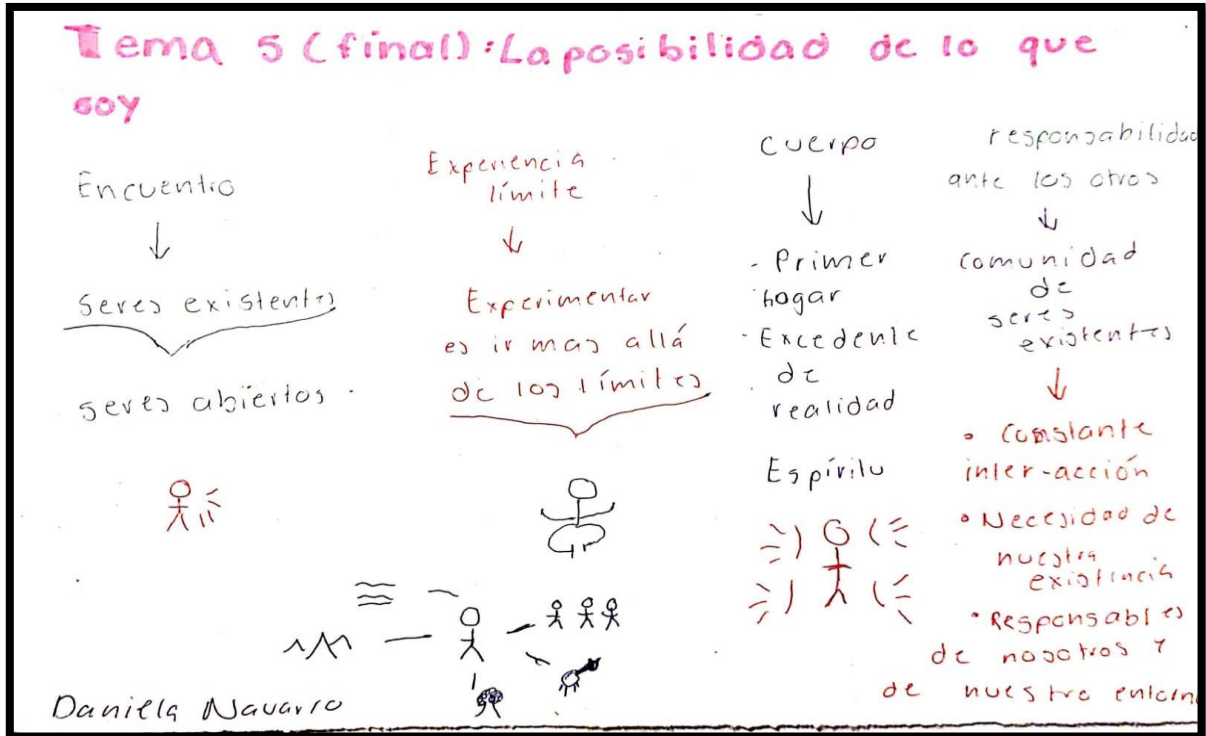 Tema 5 (final): La posibilidad de lo que
soy
Encuentro
Seres existentes
seres abiertos.
Experiencia
límite
Experimentar
es ir mas allá
de los límites
cuerpo
- Primer
hogar
- Excedente
de
realidad
Espíritu
responsabilidad
ante los otros
comunidad
de
seres
existentes
• Constante
inter-acción
• Necesidad de
nuestra
existencia
• Responsables
de nosotros y
de nuestro entorno
Daniela Navarro